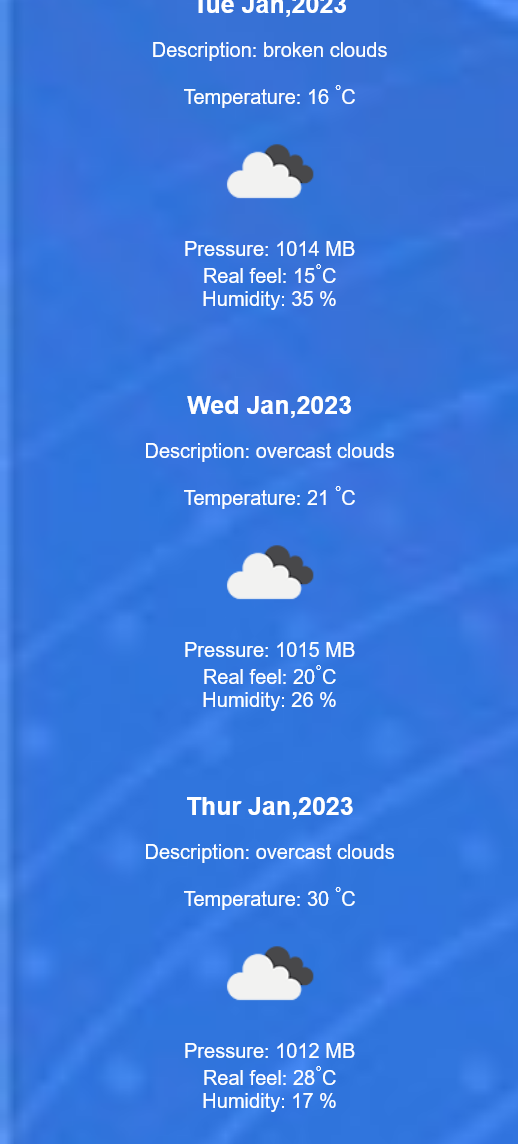 Tue Jan,2023
Description: broken clouds
Temperature: 16 °C
Pressure: 1014 MB
Real feel: 15°C
Humidity: 35 %
Wed Jan,2023
Description: overcast clouds
Temperature: 21 °C
Pressure: 1015 MB
Real feel: 20°C
Humidity: 26 %
Thur Jan,2023
Description: overcast clouds
Temperature: 30 °C
Pressure: 1012 MB
Real feel: 28°C
Humidity: 17 %